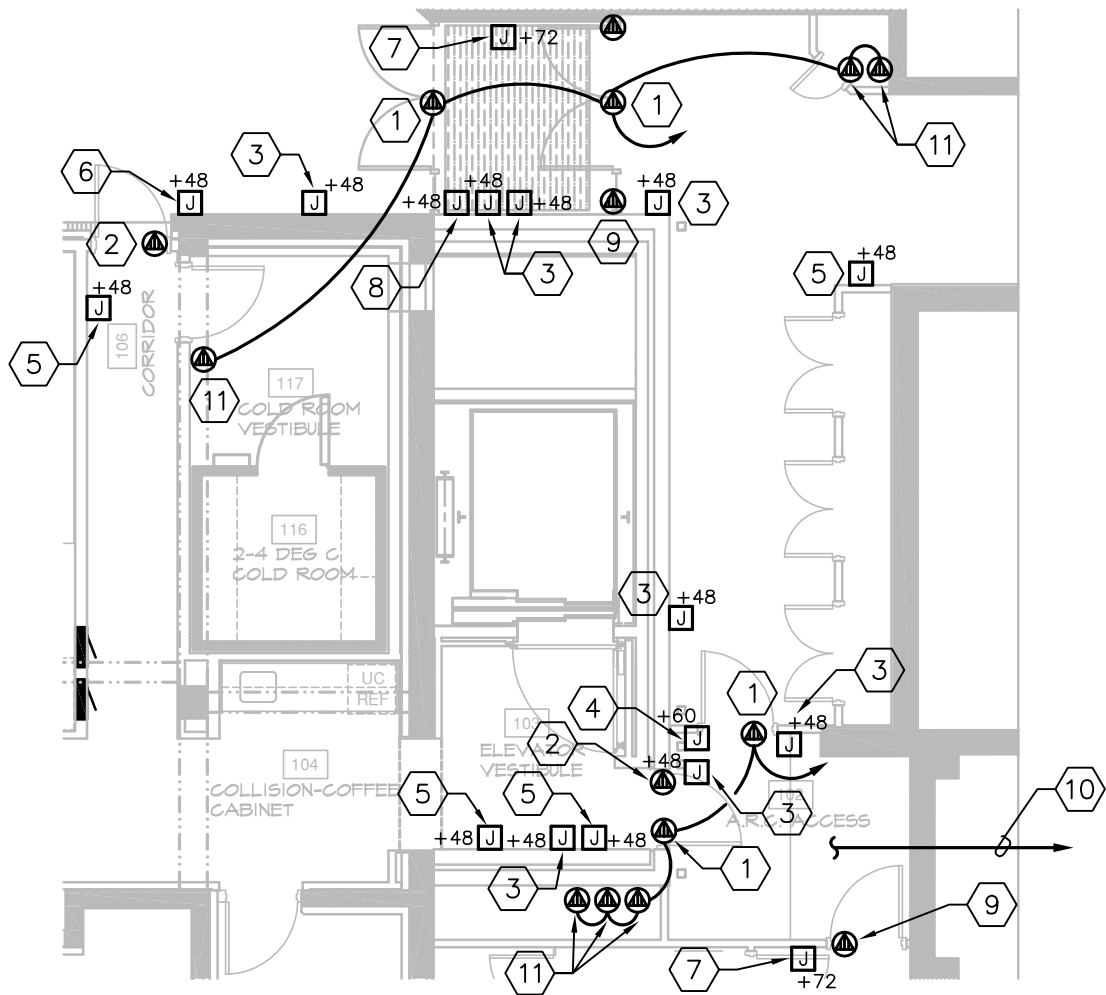 7
J
+72
1
1
11
6
3
+48
J
+48
J
+48
+48
J
J
J
+48
J
3
2
9
8
3
5
J
+48
+48
J
5
106
CORRIDOR
11
117
COLD ROOM
VESTIBULE
116
2-4 DEG C
COLD ROOM
3
+48
J
UC
REF
3
1
4
+60
J
+48
J
103
ELEVATOR
VESTIBULE
2
+48
J
104
COLLISION-COFFEE
CABINET
5
5
3
102
A.R.C. ACCESS
10
+48
J
+48
J
J
+48
3
1
9
11
7
J
+72